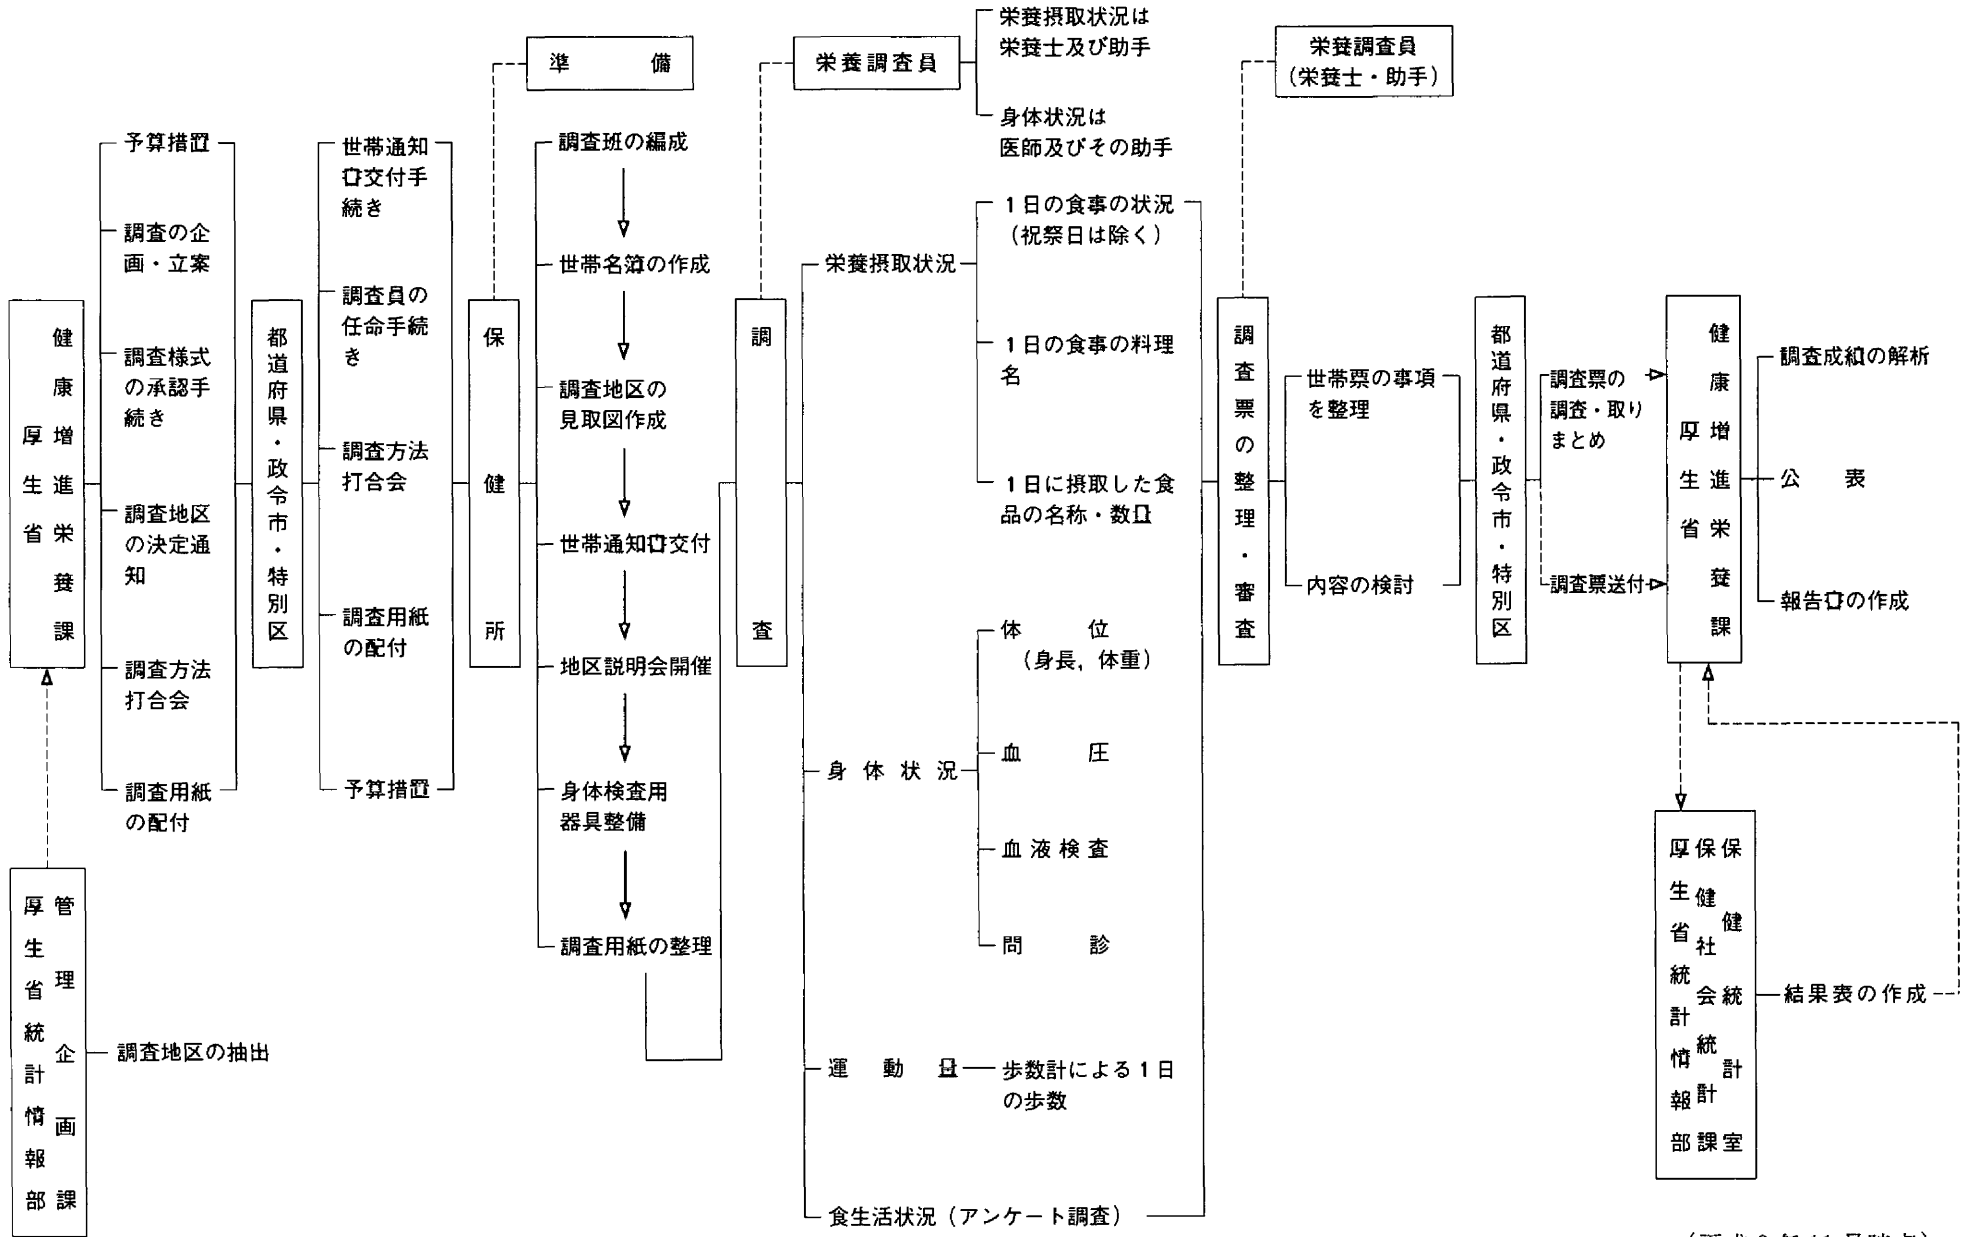 厚生省
健康増進栄養課
厚生省統計情報部
管理企画課
調査地区の抽出
予算措置
調査の企
画・立案
調査様式
の承認手
続き
調査地区
の決定通
知
調査方法
打合会
調査用紙
の配付
都道府県・政令市・特別区
世帯通知
書交付手
続き
調査員の
任命手続
き
調査方法
打合会
調査用紙
の配付
予算措置
準備
保健所
調査班の編成
世帯名簿の作成
調査地区の
見取図作成
世帯通知書交付
地区説明会開催
身体検査用
器具整備
調査用紙の整理
栄養調査員
栄養摂取状況は
栄養士及び助手
身体状況は
医師及びその助手
調査
栄養摂取状況
1日の食事の状況
(祝祭日は除く)
1日の食事の料理
名
1日に摂取した食
品の名称・数量
身体状況
体位
(身長，体重)
血圧
血液検査
問診
運動量
歩数計による1日
の歩数
食生活状況(アンケート調査)
栄養調査員
(栄養士・助手)
調査票の整理・審査
世帯票の事項
を整理
内容の検討
都道府県・政令市・特別区
調査票の
調査・取り
まとめ
調査票送付
厚生省
健康増進栄養課
調査成績の解析
公表
報告書の作成
厚生省統計情報部
保健社会統計課
保健統計室
結果表の作成